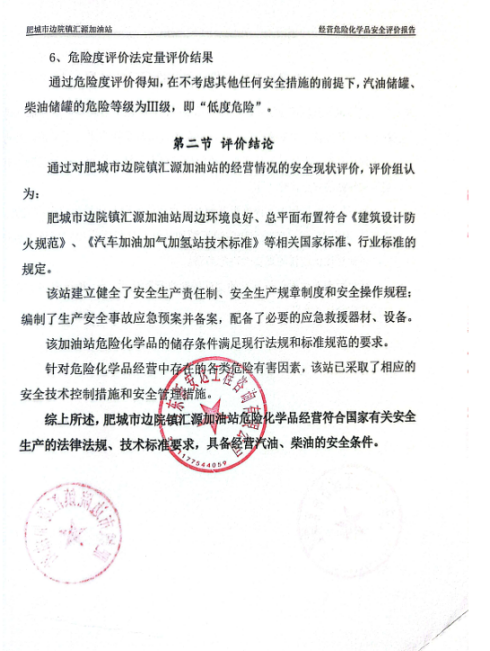 肥城市边院镇汇源加油站 经营危险化学品安全评价报告
6、危险度评价法定量评价结果
通过危险度评价得知，在不考虑其他任何安全措施的前提下，汽油储罐、
柴油储罐的危险等级为III级，即“低度危险”。
第二节 评价结论
通过对肥城市边院镇汇源加油站的经营情况的安全现状评价，评价组认
为：
肥城市边院镇汇源加油站周边环境良好、总平面布置符合《建筑设计防
火规范》、《汽车加油加气加氢站技术标准》等相关国家标准、行业标准的
规定。
该站建立健全了安全生产责任制、安全生产规章制度和安全操作规程；
编制了生产安全事故应急预案并备案，配备了必要的应急救援器材、设备。
该加油站危险化学品的储存条件满足现行法规和标准规范的要求。
针对危险化学品经营中存在的各类危险有害因素，该站已采取了相应的
安全技术控制措施和安全管理措施。
综上所述，肥城市边院镇汇源加油站危险化学品经营符合国家有关安全
生产的法律法规、技术标准要求，具备经营汽油、柴油的安全条件。